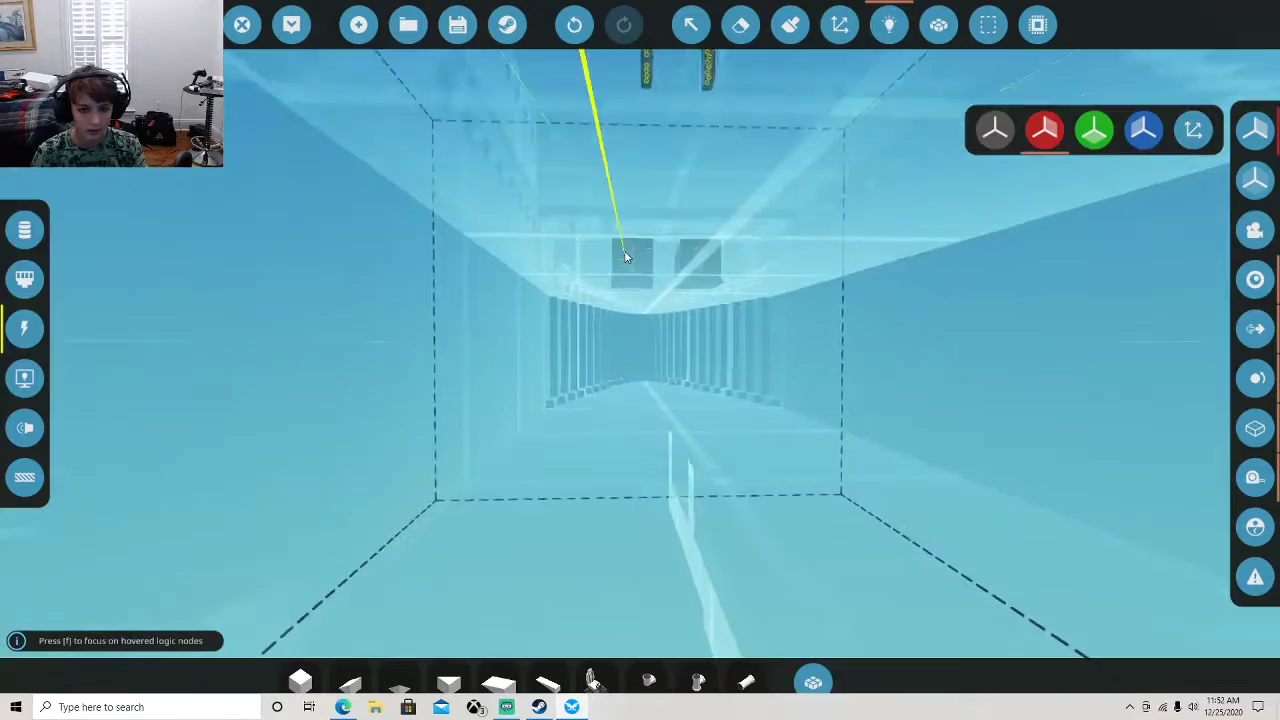 Press [f] to focus on hovered logic nodes
Type here to search
11:52 AM
12/25/2020